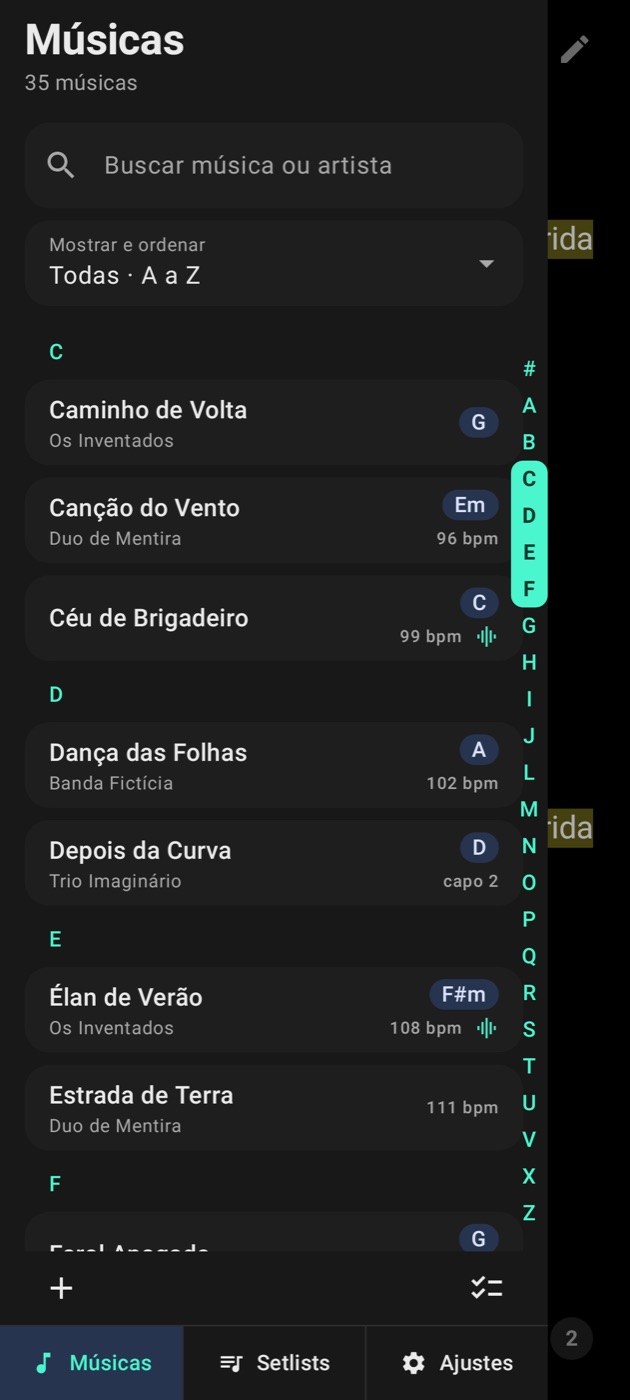 Músicas
35 músicas
Buscar música ou artista
Mostrar e ordenar
Todas · A a Z
C
Caminho de Volta
Os Inventados
G
Canção do Vento
Duo de Mentira
Em
96 bpm
Céu de Brigadeiro
C
99 bpm
D
Dança das Folhas
Banda Fictícia
A
102 bpm
Depois da Curva
Trio Imaginário
D
capo 2
E
Élan de Verão
Os Inventados
F#m
108 bpm
Estrada de Terra
Duo de Mentira
111 bpm
F
G
#
A
B
C
D
E
F
G
H
I
J
L
M
N
O
P
Q
R
S
T
U
V
X
Z
rida
rida
2
Músicas
Setlists
Ajustes